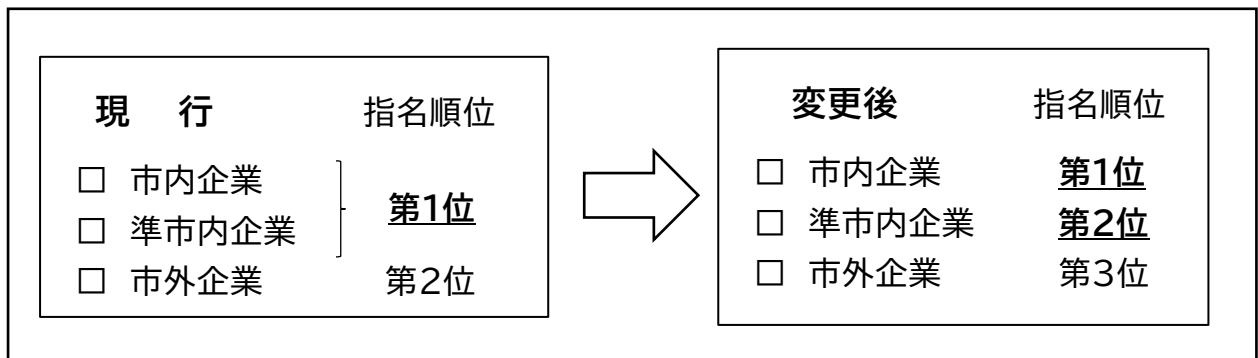 現　行　指名順位
□ 市内企業
□ 準市内企業
第1位
□ 市外企業　第2位
変更後　指名順位
□ 市内企業　第1位
□ 準市内企業　第2位
□ 市外企業　第3位